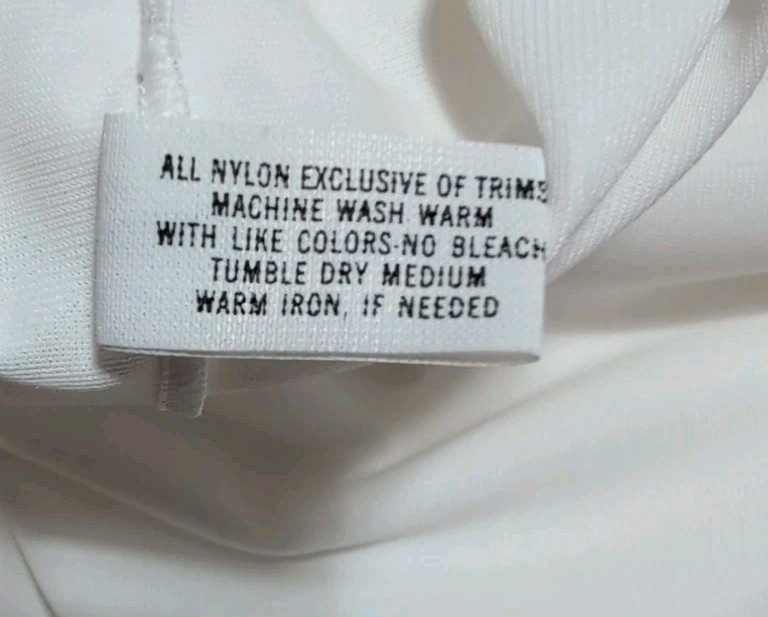 ALL NYLON EXCLUSIVE OF TRIMS
MACHINE WASH WARM
WITH LIKE COLORS-NO BLEACH
TUMBLE DRY MEDIUM
WARM IRON, IF NEEDED